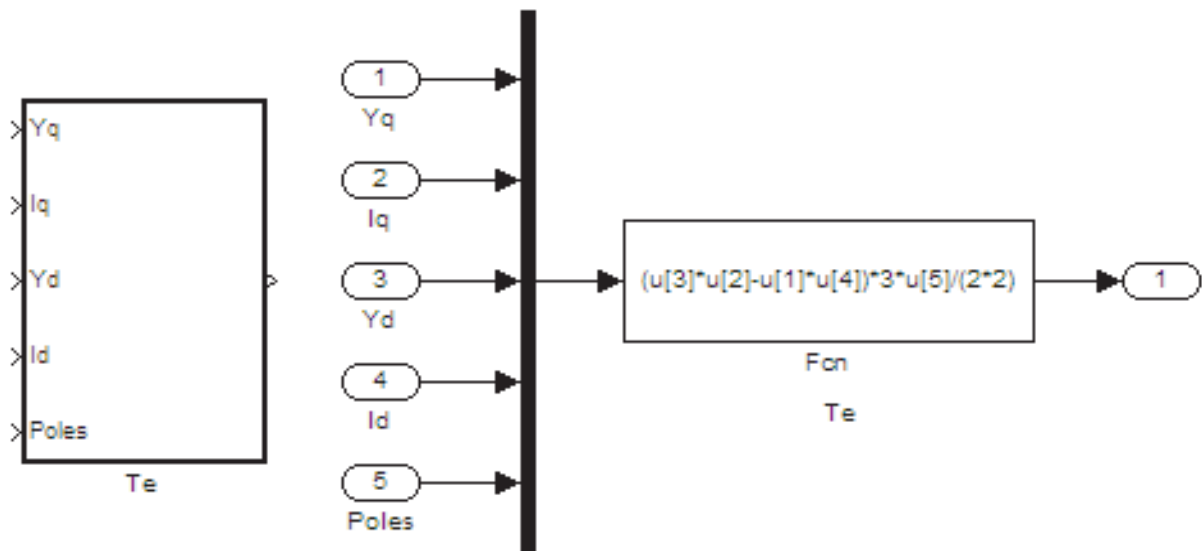 Yq
Iq
Yd
Id
Poles
Te
1
Yq
2
Iq
3
Yd
4
Id
5
Poles
(u[3]*u[2]-u[1]*u[4])*3*u[5]/(2*2)
Fcn
Te
1